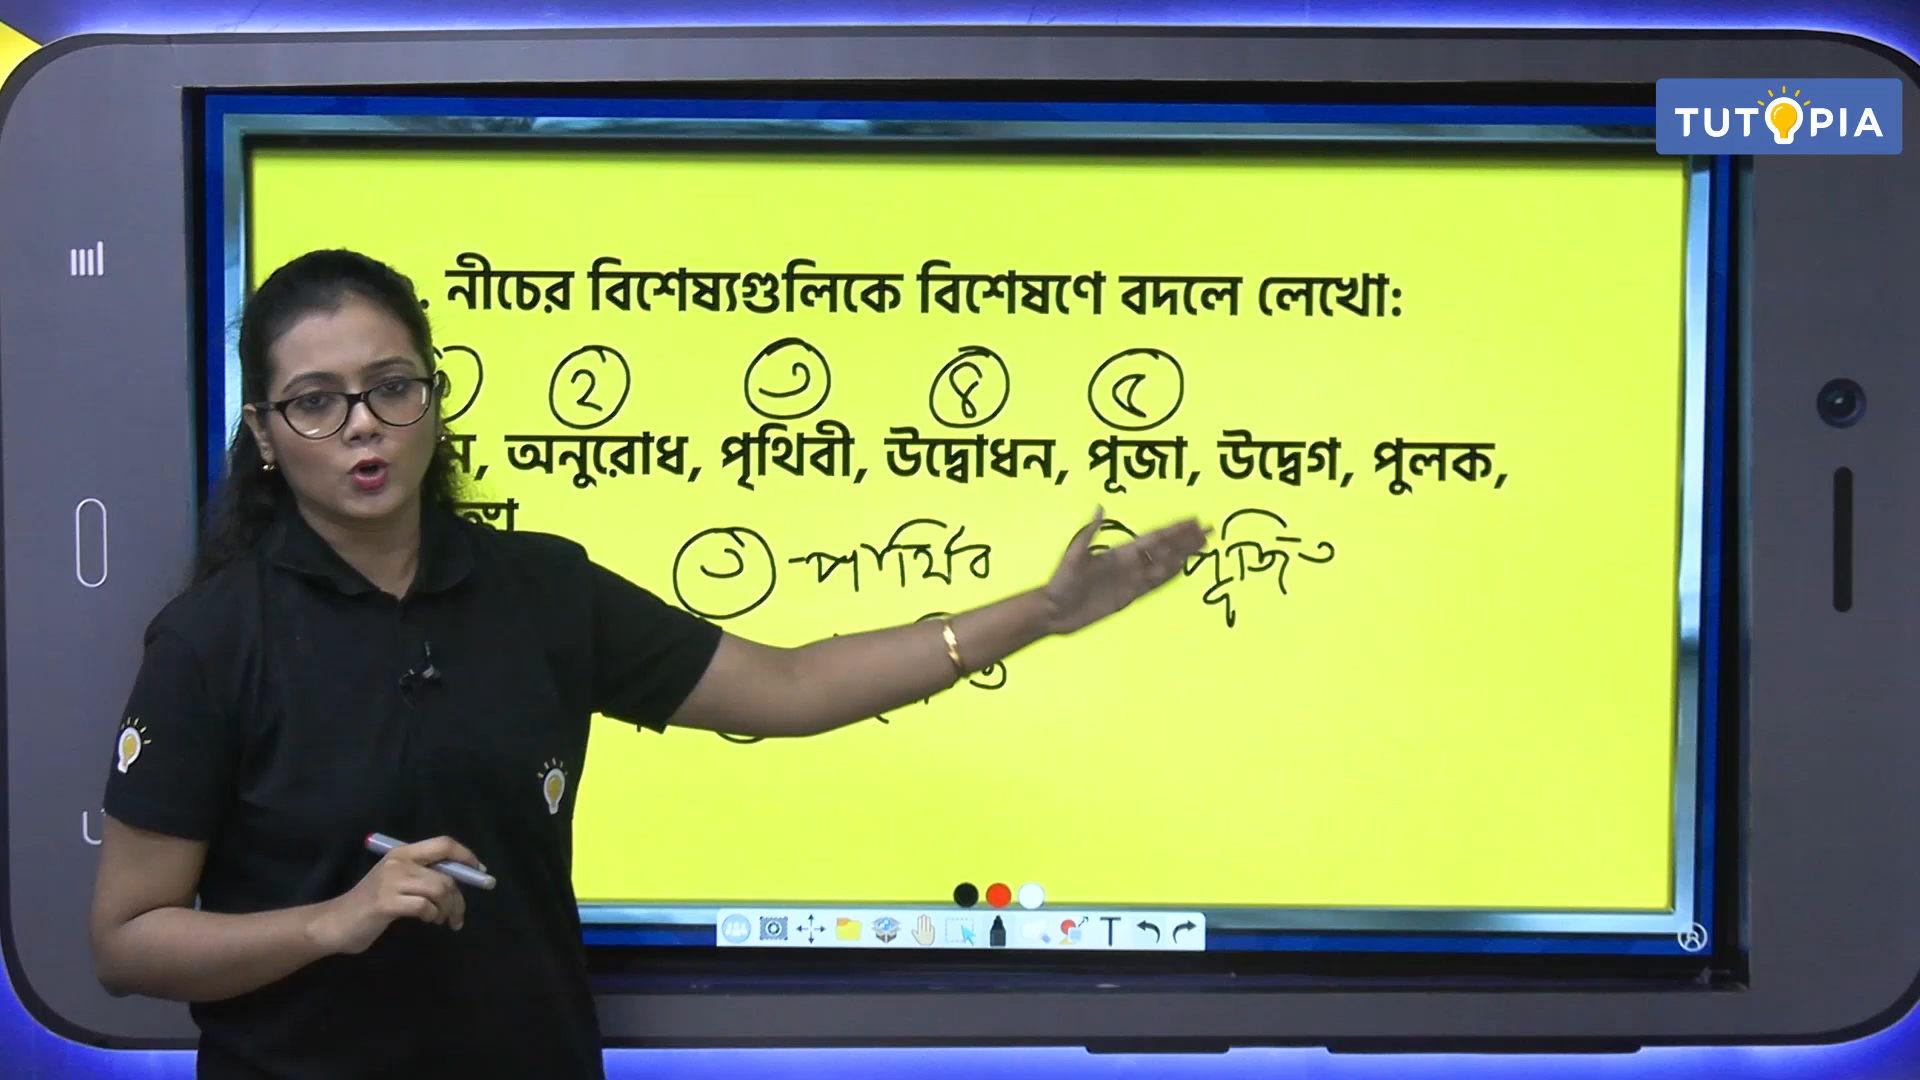 TUTOPIA
. নীচের বিশেষ্যগুলিকে বিশেষণে বদলে লেখো:
২ ৩ ৪ ৫
অনুরোধ, পৃথিবী, উদ্বোধন, পূজা, উদ্বেগ, পুলক,
৩ - পার্থিব পূজিত